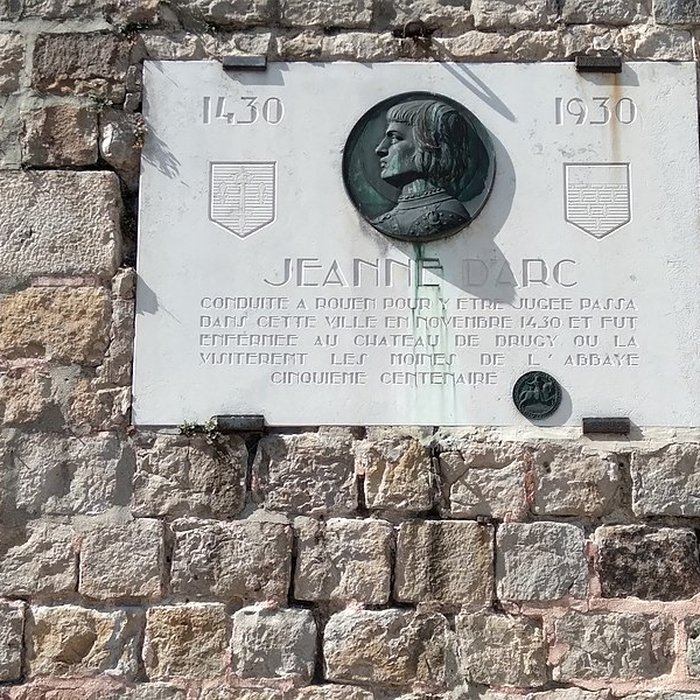 1430 1930
JEANNE D'ARC
CONDUITE A ROUEN POUR Y ETRE JUGEE PASSA
DANS CETTE VILLE EN NOVEMBRE 1430 ET FUT
ENFERMEE AU CHATEAU DE DRUGY OU LA
VISITERENT LES MOINES DE L'ABBAYE
CINQUIEME CENTENAIRE